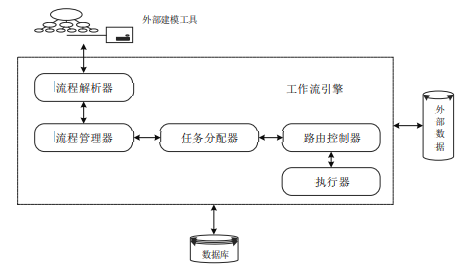 外部建模工具
流程解析器
工作流引擎
流程管理器
任务分配器
路由控制器
执行器
外
部
数
据
数据库